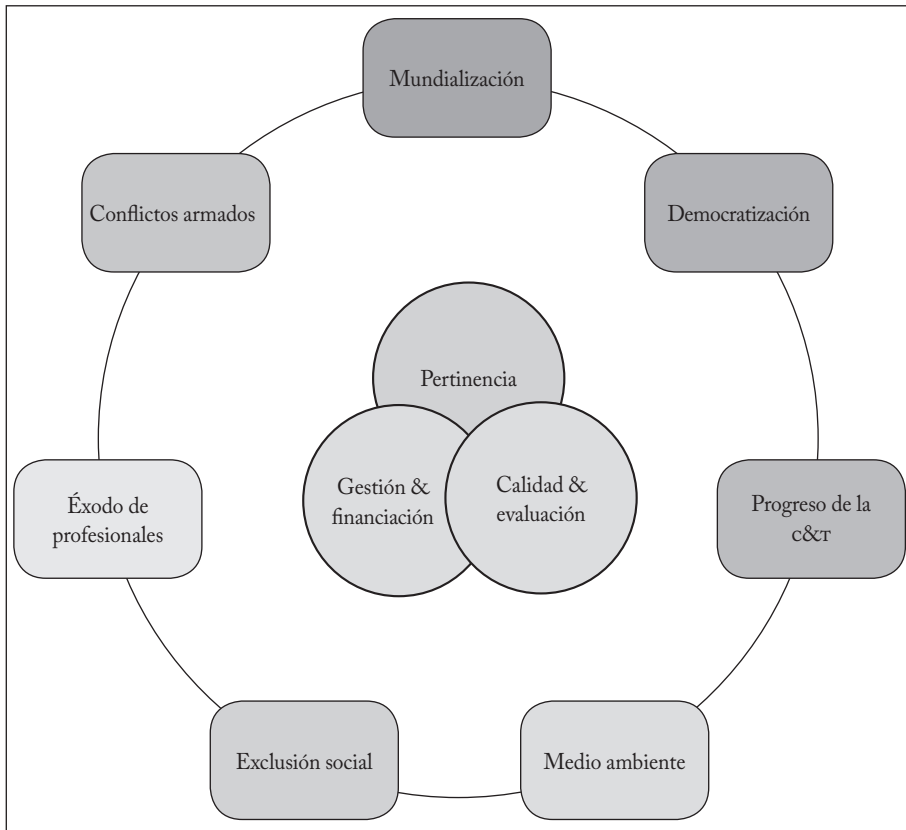 Mundialización
Conflictos armados
Democratización
Pertinencia
Gestión &
financiación
Calidad &
evaluación
Éxodo de
profesionales
Progreso de la
C&T
Exclusión social
Medio ambiente